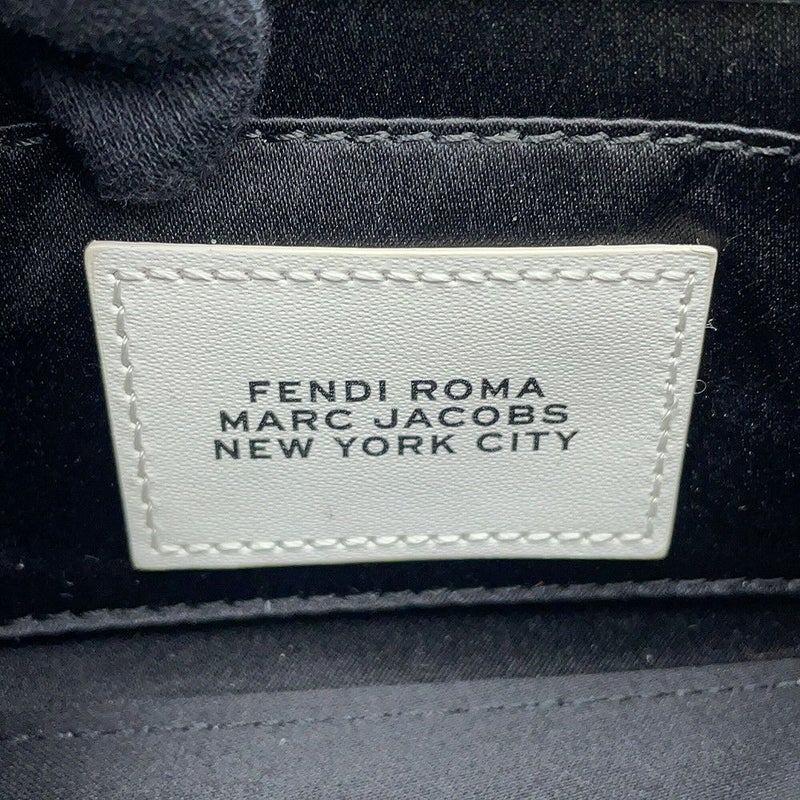 FENDI ROMA
MARC JACOBS
NEW YORK CITY